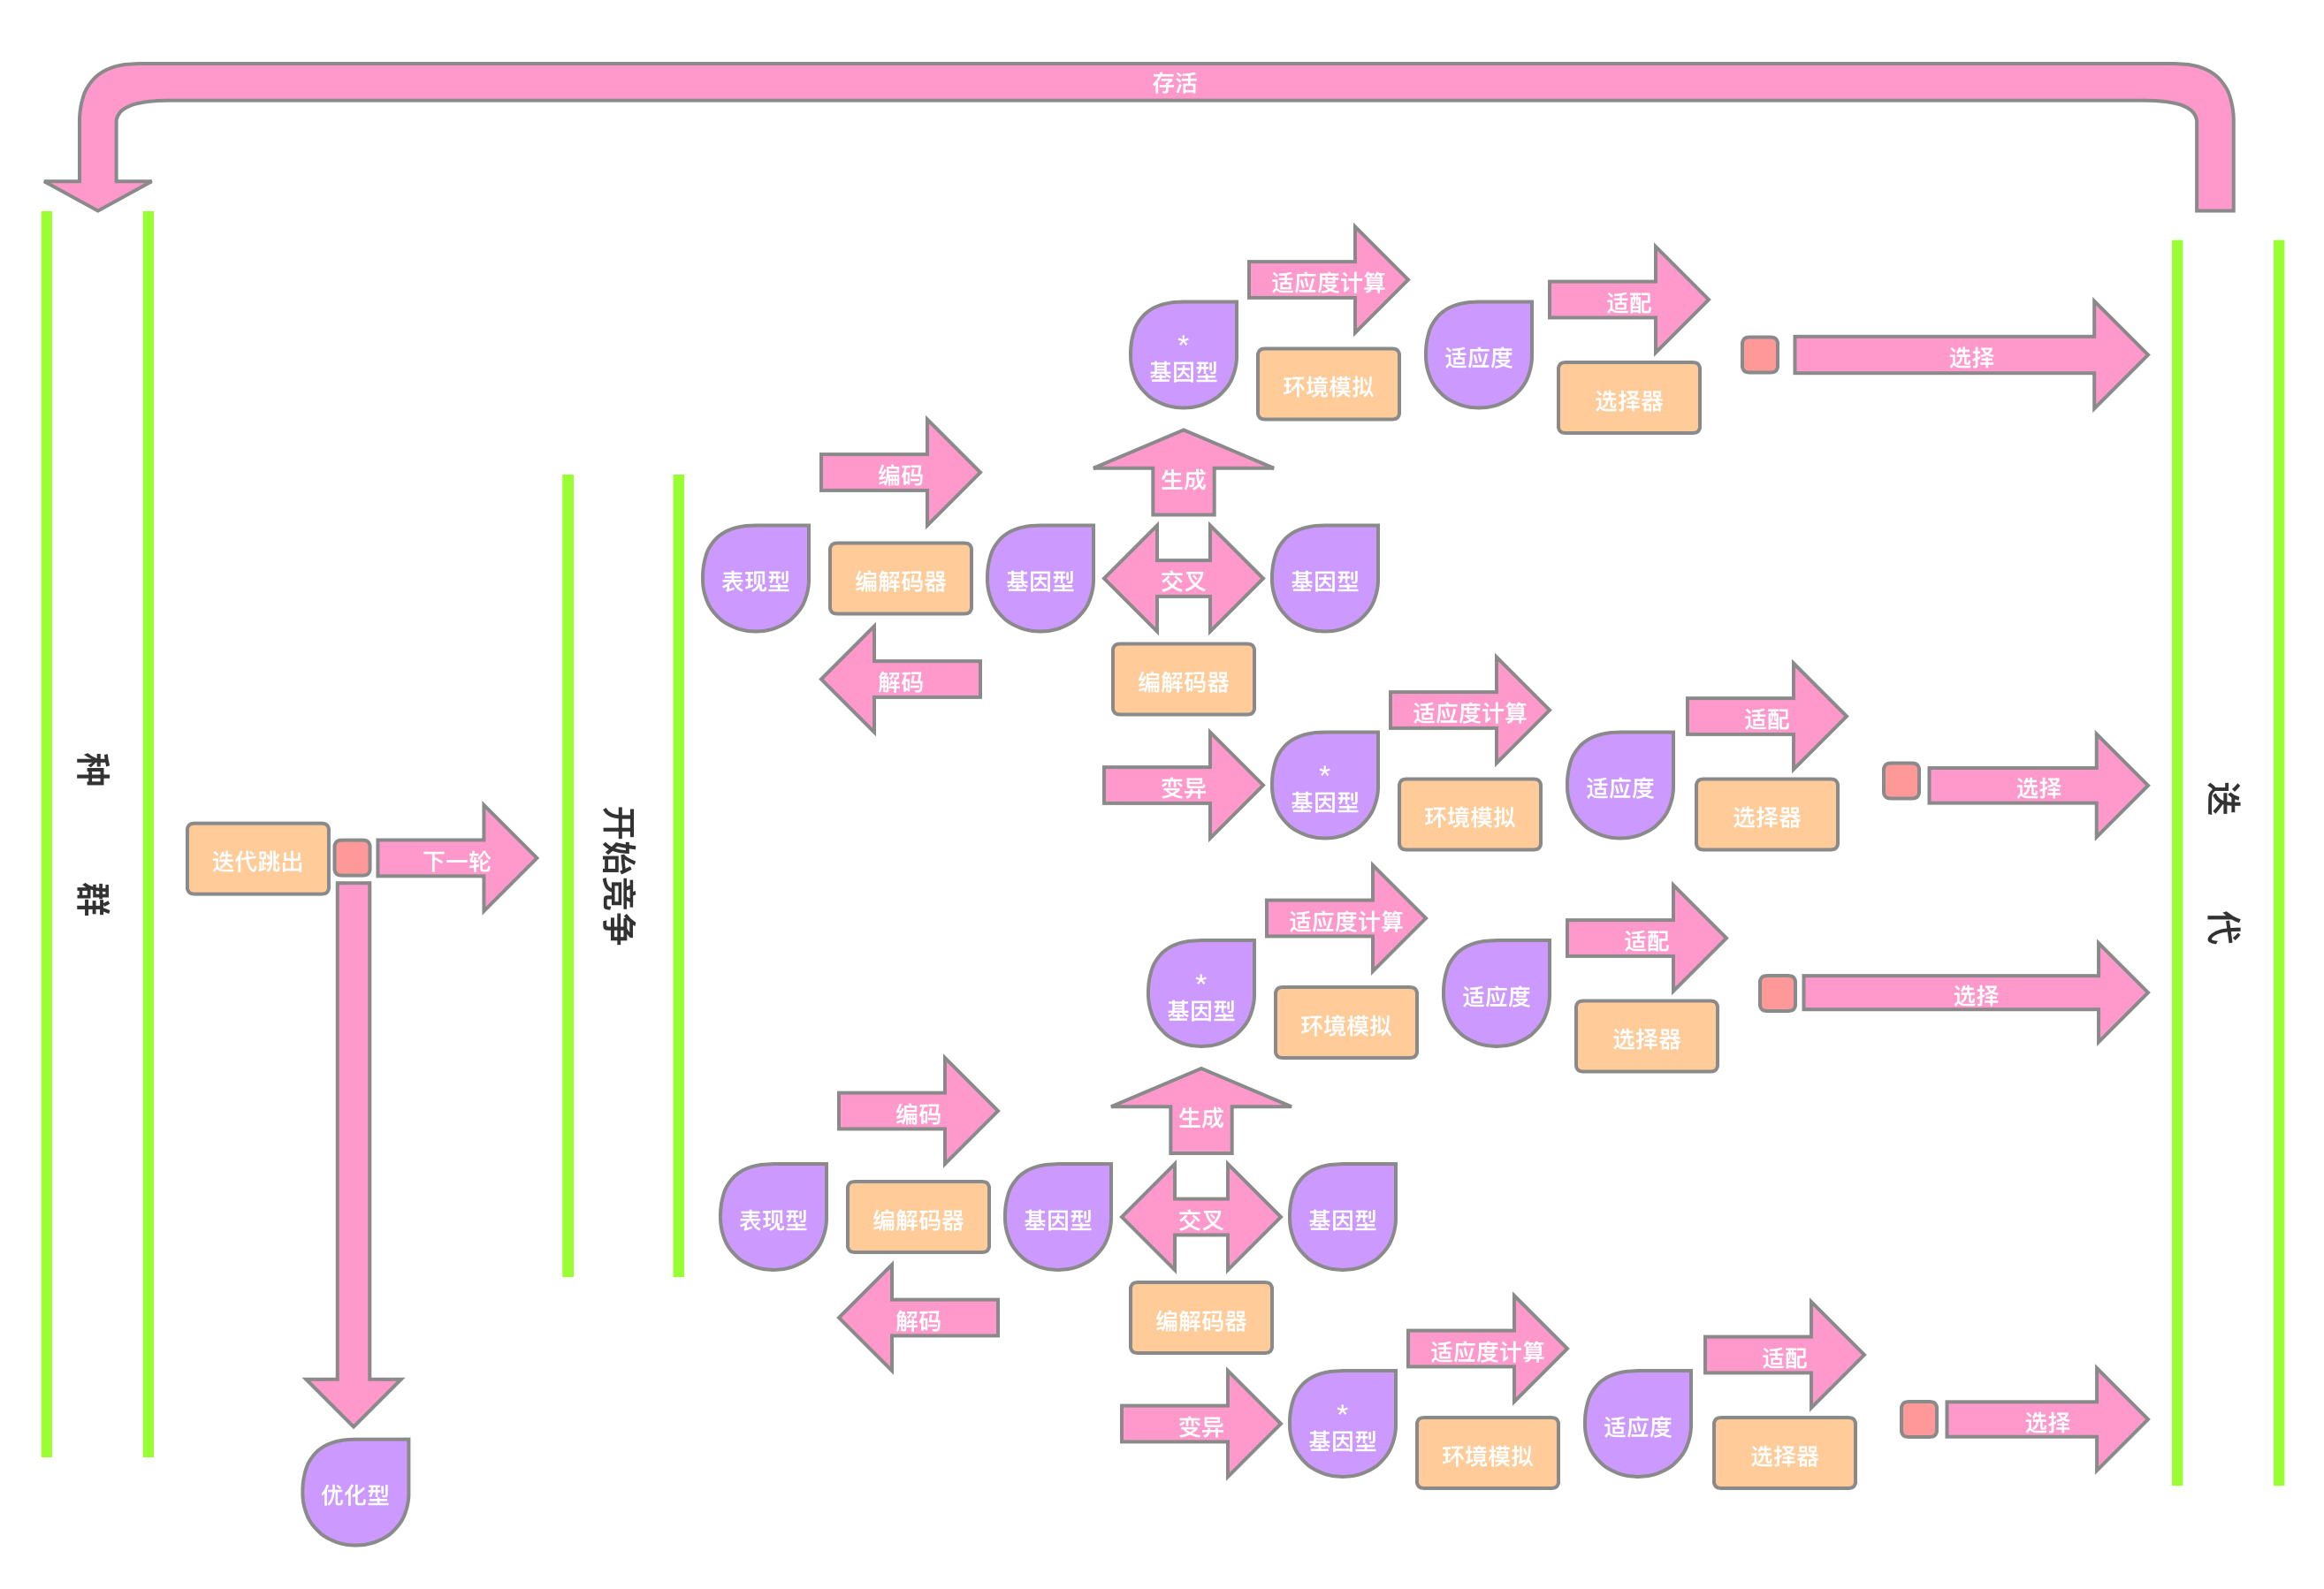 存活
种群
迭代跳出
下一轮
优化型
开始竞争
适应度计算
适配
*
基因型
环境模拟
适应度
选择器
选择
编码
生成
表现型
编解码器
基因型
交叉
基因型
解码
编解码器
适应度计算
适配
变异
*
基因型
环境模拟
适应度
选择器
选择
适应度计算
适配
*
基因型
环境模拟
适应度
选择器
选择
编码
生成
表现型
编解码器
基因型
交叉
基因型
解码
编解码器
适应度计算
适配
变异
*
基因型
环境模拟
适应度
选择器
选择
迭代